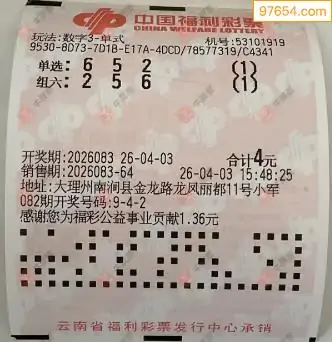 97654.com
中国福利彩票
CHINA WELFARE LOTTERY
玩法:数字3-单式 机号:53101919
9530-8D73-7D1B-E17A-4DCD/78577319/C4341
单选: 6 5 2 (1)
组六: 2 5 6 (1)
开奖期:2026083 26-04-03 合计4元
销售期:2026083-64 26-04-03 15:48:25
地址:大理州南涧县金龙路龙凤丽都11号小军
082期开奖号码:9-4-2
感谢您为福彩公益事业贡献1.36元
云南省福利彩票发行中心承销